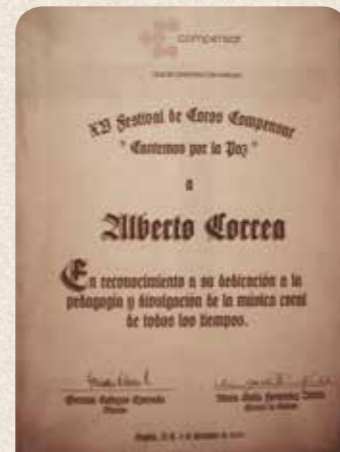 compensar
XV Festival de Coros Compensar
"Cantemos por la Paz"
a
Alberto Correa
En reconocimiento a su dedicación a la
pedagogía y divulgación de la música coral
de todos los tiempos.
Director